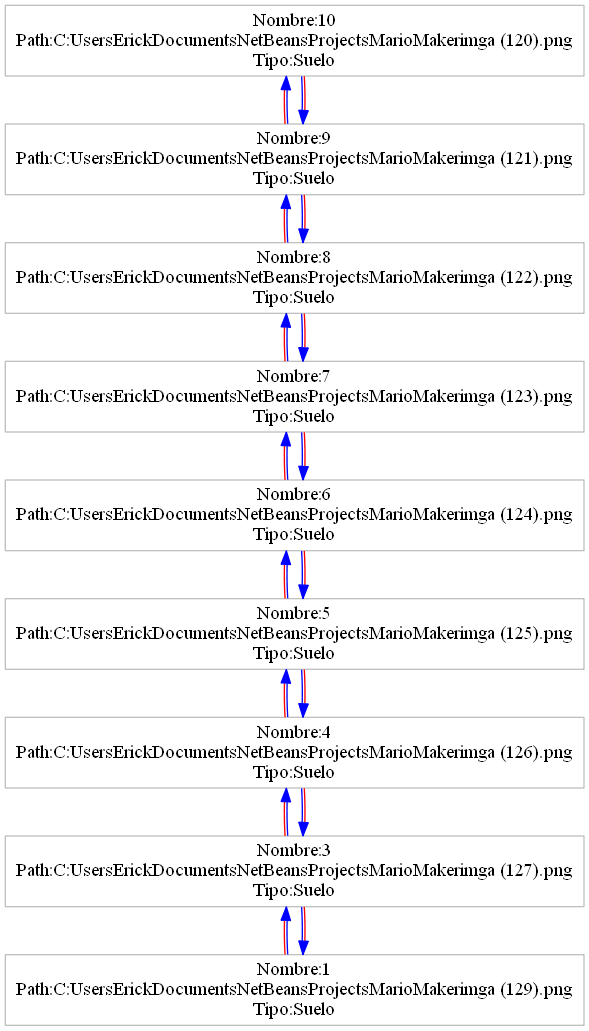 Nombre:10
Path:C:UsersErickDocumentsNetBeansProjectsMarioMakerimga (120).png
Tipo:Suelo
Nombre:9
Path:C:UsersErickDocumentsNetBeansProjectsMarioMakerimga (121).png
Tipo:Suelo
Nombre:8
Path:C:UsersErickDocumentsNetBeansProjectsMarioMakerimga (122).png
Tipo:Suelo
Nombre:7
Path:C:UsersErickDocumentsNetBeansProjectsMarioMakerimga (123).png
Tipo:Suelo
Nombre:6
Path:C:UsersErickDocumentsNetBeansProjectsMarioMakerimga (124).png
Tipo:Suelo
Nombre:5
Path:C:UsersErickDocumentsNetBeansProjectsMarioMakerimga (125).png
Tipo:Suelo
Nombre:4
Path:C:UsersErickDocumentsNetBeansProjectsMarioMakerimga (126).png
Tipo:Suelo
Nombre:3
Path:C:UsersErickDocumentsNetBeansProjectsMarioMakerimga (127).png
Tipo:Suelo
Nombre:1
Path:C:UsersErickDocumentsNetBeansProjectsMarioMakerimga (129).png
Tipo:Suelo